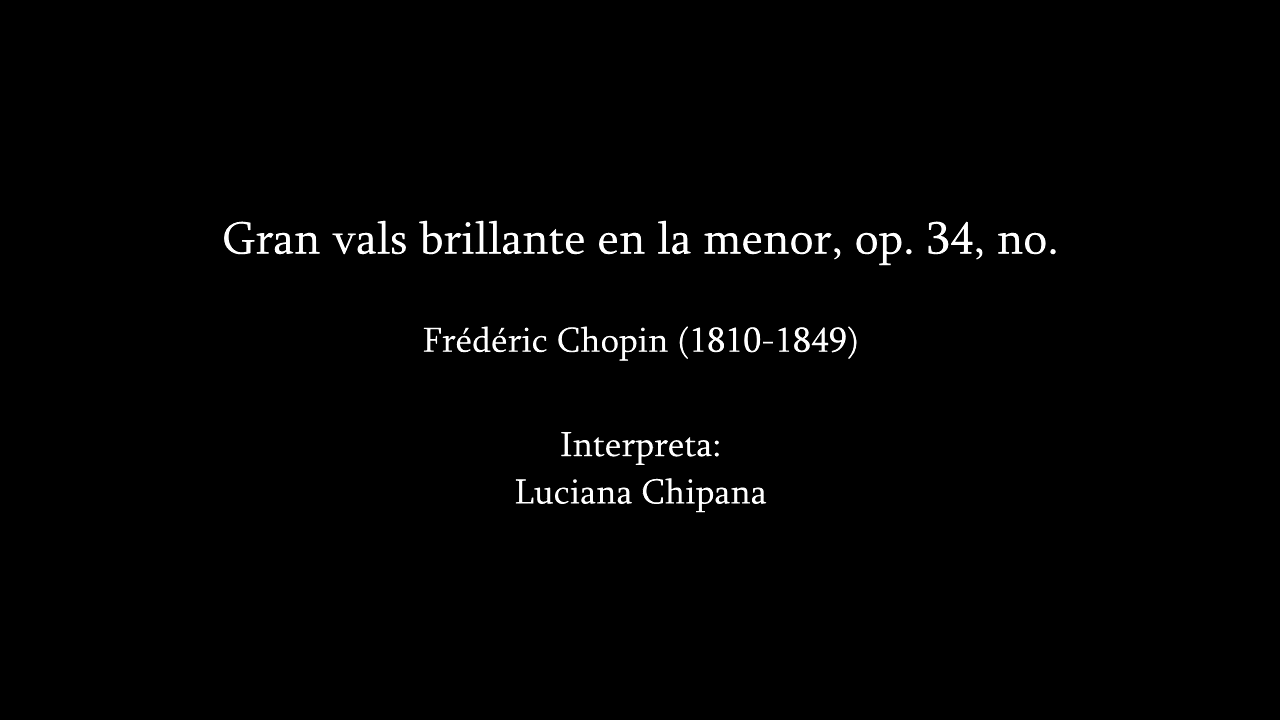 Gran vals brillante en la menor, op. 34, no.
Frédéric Chopin (1810-1849)
Interpreta:
Luciana Chipana